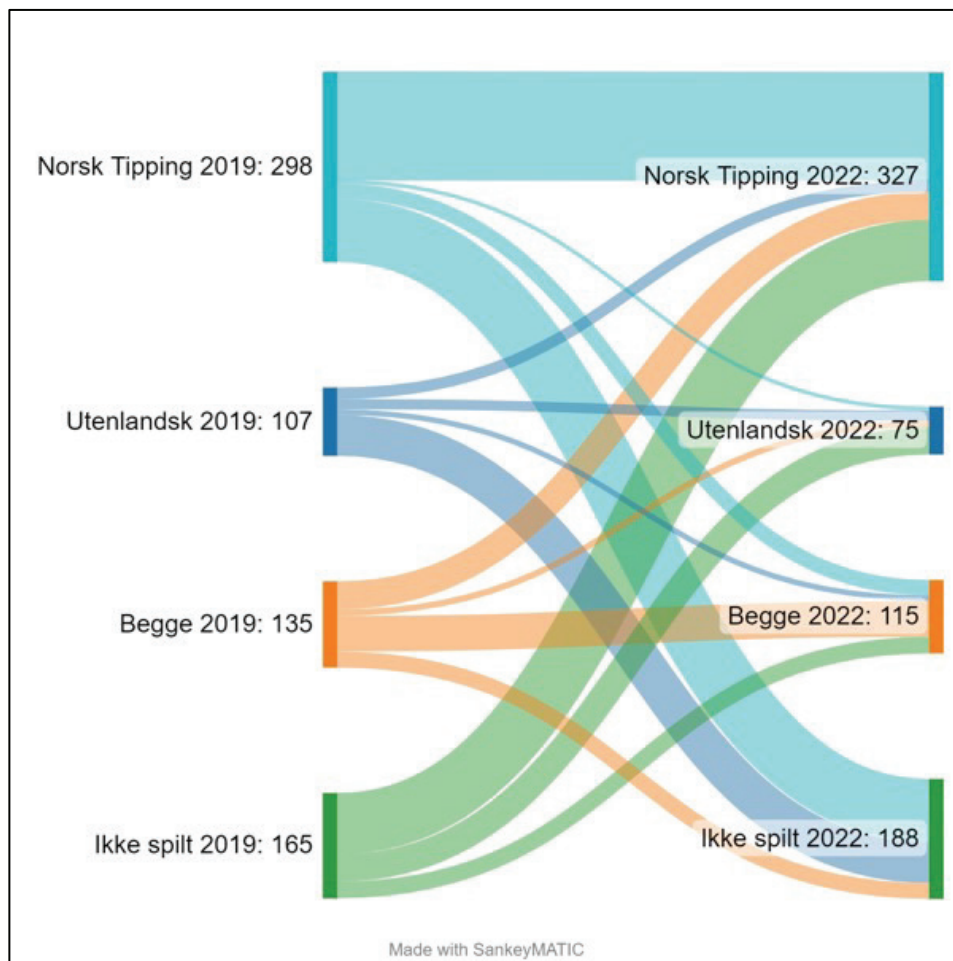 Norsk Tipping 2019: 298
Norsk Tipping 2022: 327
Utenlandsk 2019: 107
Utenlandsk 2022: 75
Begge 2019: 135
Begge 2022: 115
Ikke spilt 2019: 165
Ikke spilt 2022: 188
Made with SankeyMATIC